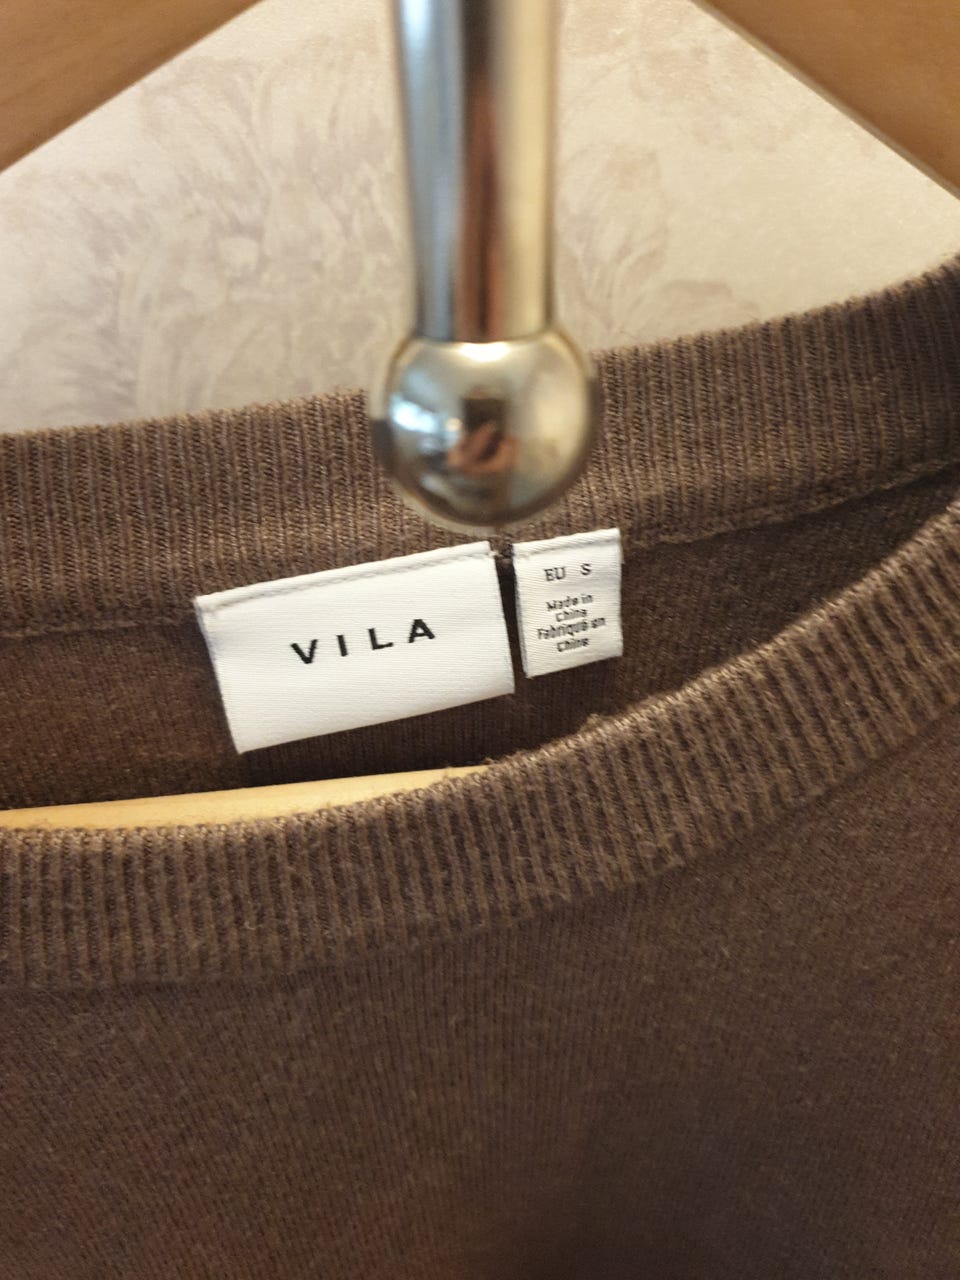 VILA
EU S
Made in
China
Fabriqué en
Chine